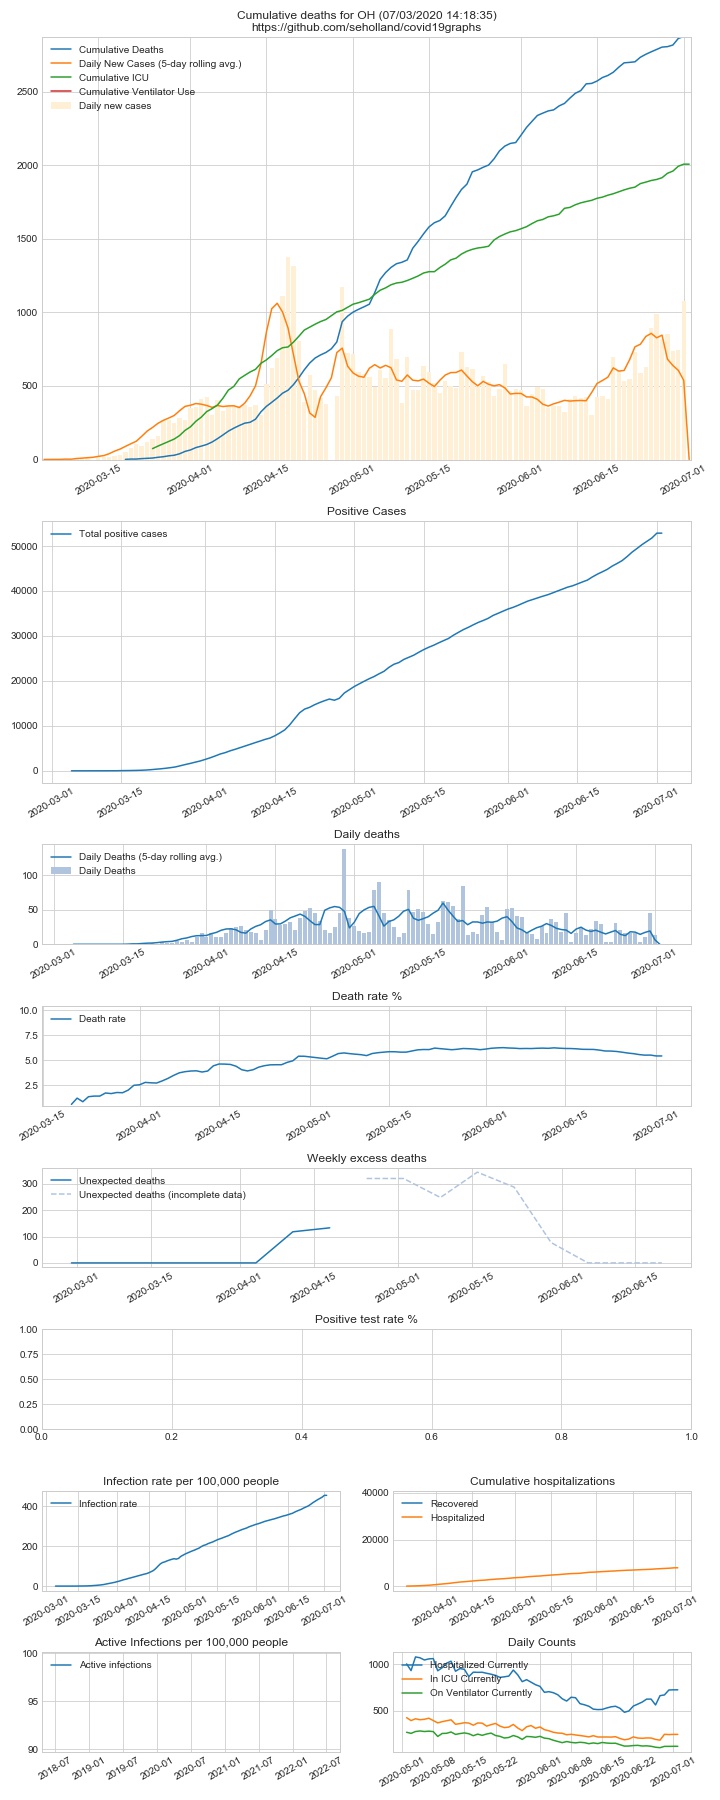 Cumulative deaths for OH (07/03/2020 14:18:35)
https://github.com/seholland/covid19graphs
Cumulative Deaths
Daily New Cases (5-day rolling avg.)
Cumulative ICU
Cumulative Ventilator Use
Daily new cases
2500
2000
1500
1000
500
0
2020-03-15 2020-04-01 2020-04-15 2020-05-01 2020-05-15 2020-06-01 2020-06-15 2020-07-01
Positive Cases
Total positive cases
50000
40000
30000
20000
10000
0
2020-03-01 2020-03-15 2020-04-01 2020-04-15 2020-05-01 2020-05-15 2020-06-01 2020-06-15 2020-07-01
Daily deaths
Daily Deaths (5-day rolling avg.)
Daily Deaths
100
50
0
2020-03-01 2020-03-15 2020-04-01 2020-04-15 2020-05-01 2020-05-15 2020-06-01 2020-06-15 2020-07-01
Death rate %
10.0
Death rate
7.5
5.0
2.5
2020-03-15 2020-04-01 2020-04-15 2020-05-01 2020-05-15 2020-06-01 2020-06-15 2020-07-01
Weekly excess deaths
Unexpected deaths
Unexpected deaths (incomplete data)
300
200
100
0
2020-03-01 2020-03-15 2020-04-01 2020-04-15 2020-05-01 2020-05-15 2020-06-01 2020-06-15
Positive test rate %
1.00
0.75
0.50
0.25
0.00
0.0 0.2 0.4 0.6 0.8 1.0
Infection rate per 100,000 people
Infection rate
400
200
0
2020-03-01 2020-03-15 2020-04-01 2020-04-15 2020-05-01 2020-05-15 2020-06-01 2020-06-15 2020-07-01
Cumulative hospitalizations
40000
Recovered
Hospitalized
20000
0
2020-04-01 2020-04-15 2020-05-01 2020-05-15 2020-06-01 2020-06-15 2020-07-01
Active Infections per 100,000 people
100
Active infections
95
90
2018-07 2019-01 2019-07 2020-01 2020-07 2021-01 2021-07 2022-01 2022-07
Daily Counts
Hospitalized Currently
In ICU Currently
On Ventilator Currently
1000
500
2020-05-01 2020-05-08 2020-05-15 2020-05-22 2020-06-01 2020-06-08 2020-06-15 2020-06-22 2020-07-01